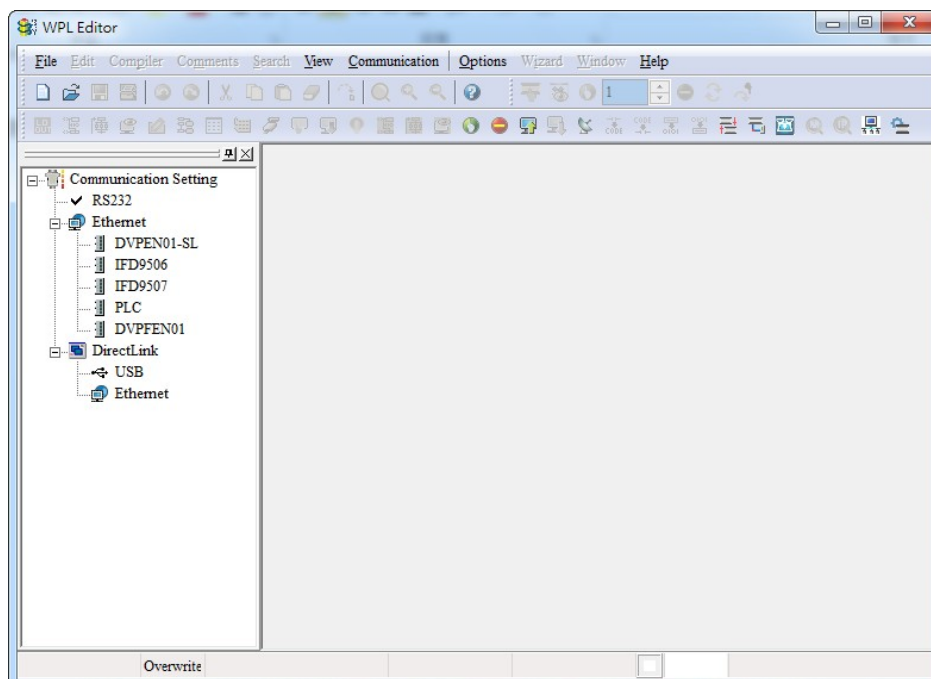 WPL Editor
File Edit Compiler Comments Search View Communication Options Wizard Window Help
1
Communication Setting
RS232
Ethernet
DVPEN01-SL
IFD9506
IFD9507
PLC
DVPFEN01
DirectLink
USB
Ethernet
Overwrite